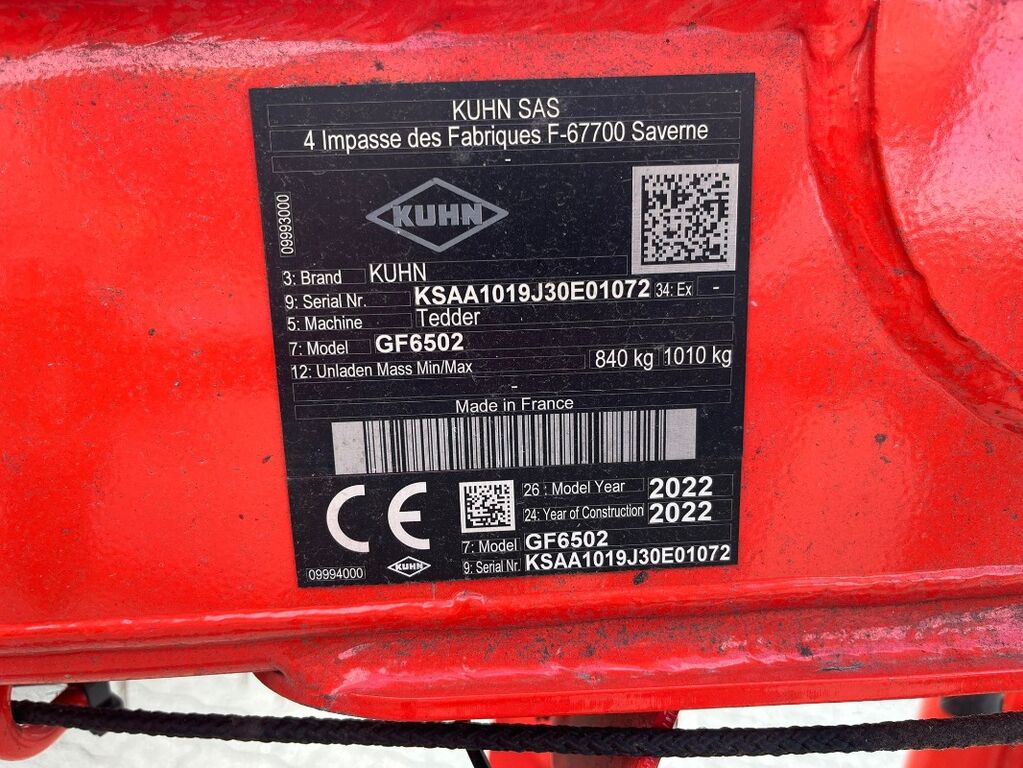 KUHN SAS
4 Impasse des Fabriques F-67700 Saverne
-
09993000
KUHN
3: Brand KUHN
9: Serial Nr. KSAA1019J30E01072 34: Ex -
5: Machine Tedder
7: Model GF6502
12: Unladen Mass Min/Max 840 kg 1010 kg
-
Made in France
CE
26 : Model Year 2022
24: Year of Construction 2022
7: Model GF6502
9: Serial Nr. KSAA1019J30E01072
09994000
KUHN